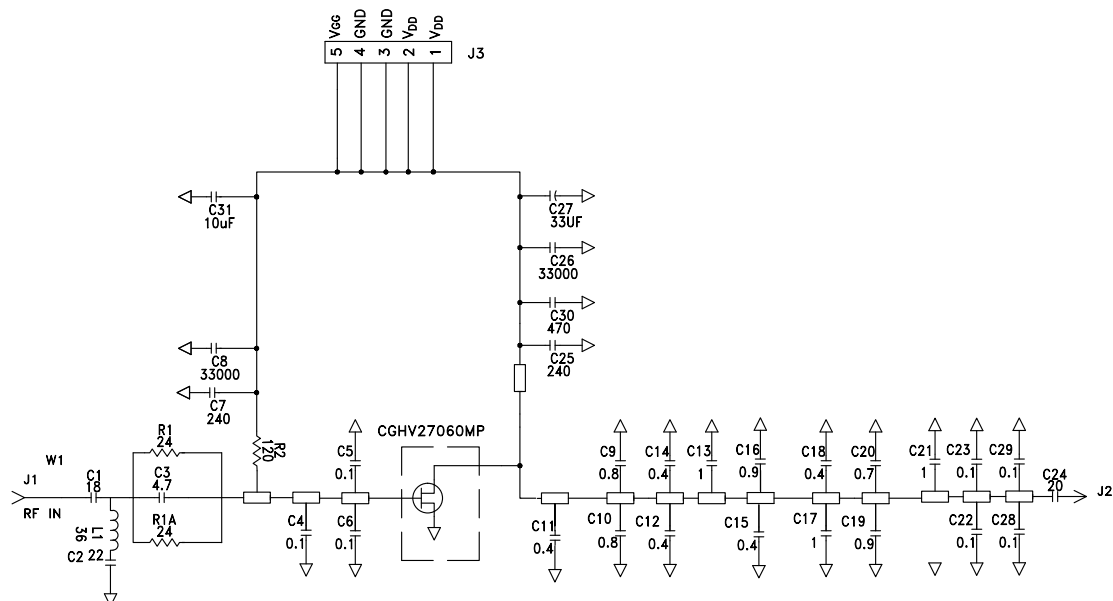 VGG
GND
GND
VDD
VDD
5
4
3
2
1
J3
C31
10uF
C27
33UF
C26
33000
C30
470
C25
240
C8
33000
C7
240
R2
120
CGHV27060MP
R1
24
C3
4.7
R1A
24
W1
J1
RF IN
C1
18
L1
36
C2 22
C5
0.1
C4
0.1
C6
0.1
C9
0.8
C14
0.4
C13
1
C16
0.9
C18
0.4
C20
0.7
C21
1
C23
0.1
C29
0.1
C24
20
J2
C11
0.4
C10
0.8
C12
0.4
C15
0.4
C17
1
C19
0.9
C22
0.1
C28
0.1